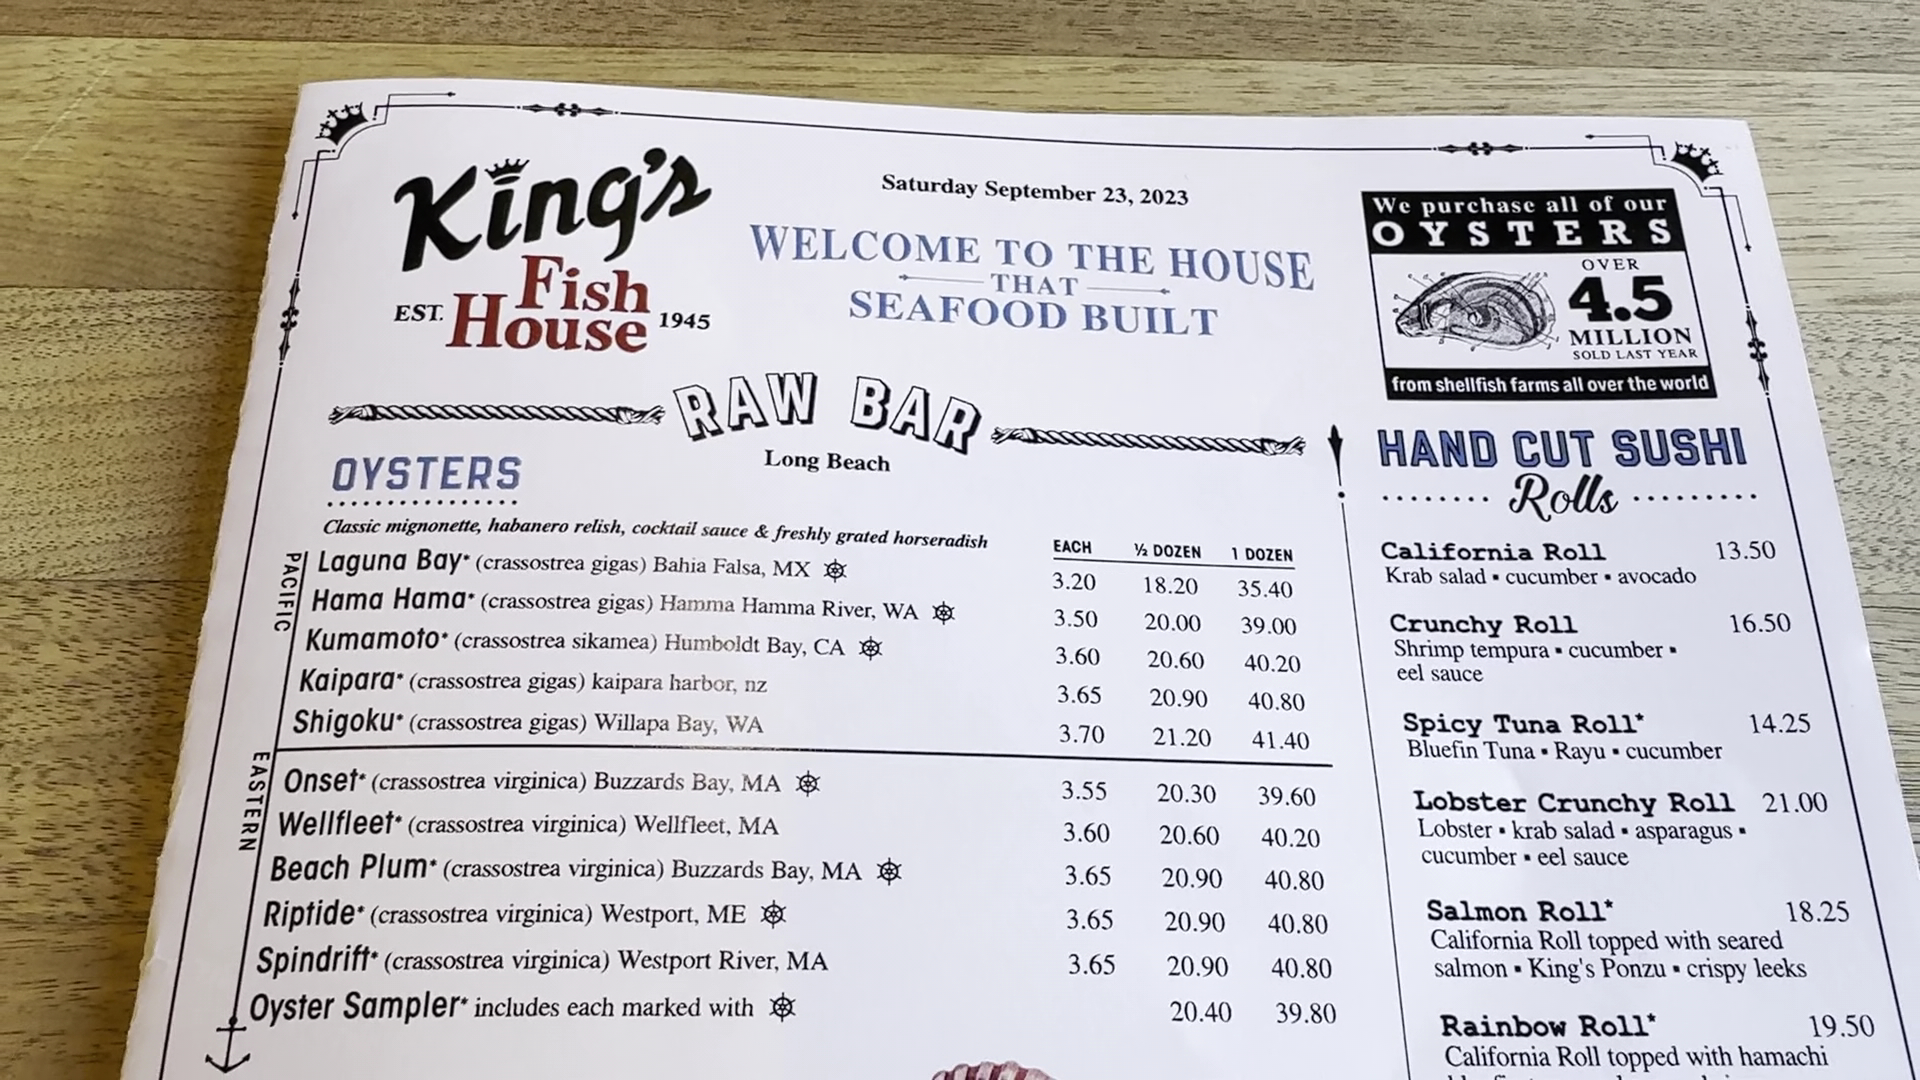 King's
Fish
House
EST. 1945
Saturday September 23, 2023
WELCOME TO THE HOUSE
THAT
SEAFOOD BUILT
We purchase all of our
OYSTERS
OVER
4.5
MILLION
SOLD LAST YEAR
from shellfish farms all over the world
RAW BAR
Long Beach
OYSTERS
Classic mignonette, habanero relish, cocktail sauce & freshly grated horseradish
EACH ½ DOZEN 1 DOZEN
PACIFIC
Laguna Bay* (crassostrea gigas) Bahia Falsa, MX 3.20 18.20 35.40
Hama Hama* (crassostrea gigas) Hamma Hamma River, WA 3.50 20.00 39.00
Kumamoto* (crassostrea sikamea) Humboldt Bay, CA 3.60 20.60 40.20
Kaipara* (crassostrea gigas) kaipara harbor, nz 3.65 20.90 40.80
Shigoku* (crassostrea gigas) Willapa Bay, WA 3.70 21.20 41.40
EASTERN
Onset* (crassostrea virginica) Buzzards Bay, MA 3.55 20.30 39.60
Wellfleet* (crassostrea virginica) Wellfleet, MA 3.60 20.60 40.20
Beach Plum* (crassostrea virginica) Buzzards Bay, MA 3.65 20.90 40.80
Riptide* (crassostrea virginica) Westport, ME 3.65 20.90 40.80
Spindrift* (crassostrea virginica) Westport River, MA 3.65 20.90 40.80
Oyster Sampler* includes each marked with 20.40 39.80
HAND CUT SUSHI
Rolls
California Roll 13.50
Krab salad ▪ cucumber ▪ avocado
Crunchy Roll 16.50
Shrimp tempura ▪ cucumber ▪
eel sauce
Spicy Tuna Roll* 14.25
Bluefin Tuna ▪ Rayu ▪ cucumber
Lobster Crunchy Roll 21.00
Lobster ▪ krab salad ▪ asparagus ▪
cucumber ▪ eel sauce
Salmon Roll* 18.25
California Roll topped with seared
salmon ▪ King's Ponzu ▪ crispy leeks
Rainbow Roll* 19.50
California Roll topped with hamachi